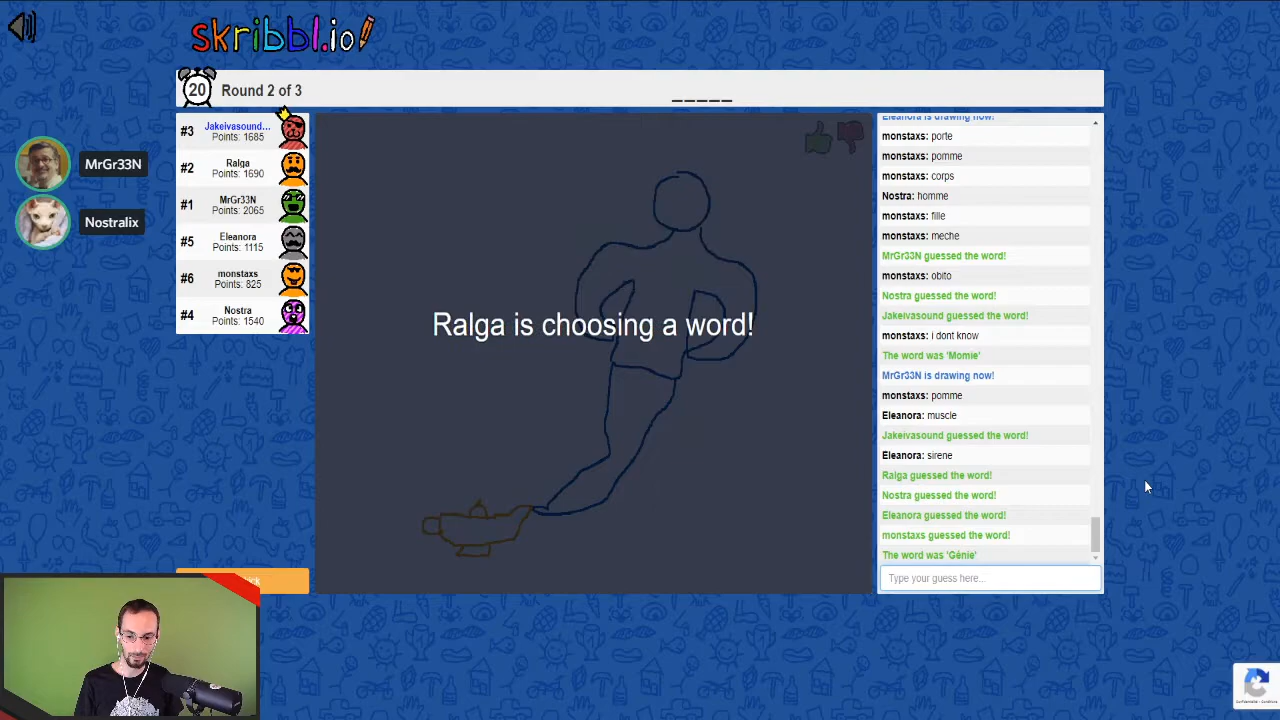 skribbl.io
20
Round 2 of 3
_____
#3 Jakeivasound...
Points: 1685
#2 Ralga
Points: 1690
#1 MrGr33N
Points: 2065
#5 Eleanora
Points: 1115
#6 monstaxs
Points: 825
#4 Nostra
Points: 1540
MrGr33N
Nostralix
Ralga is choosing a word!
Eleanora is drawing now!
monstaxs: porte
monstaxs: pomme
monstaxs: corps
Nostra: homme
monstaxs: fille
monstaxs: meche
MrGr33N guessed the word!
monstaxs: obito
Nostra guessed the word!
Jakeivasound guessed the word!
monstaxs: i dont know
The word was 'Momie'
MrGr33N is drawing now!
monstaxs: pomme
Eleanora: muscle
Jakeivasound guessed the word!
Eleanora: sirene
Ralga guessed the word!
Nostra guessed the word!
Eleanora guessed the word!
monstaxs guessed the word!
The word was 'Génie'
Type your guess here...